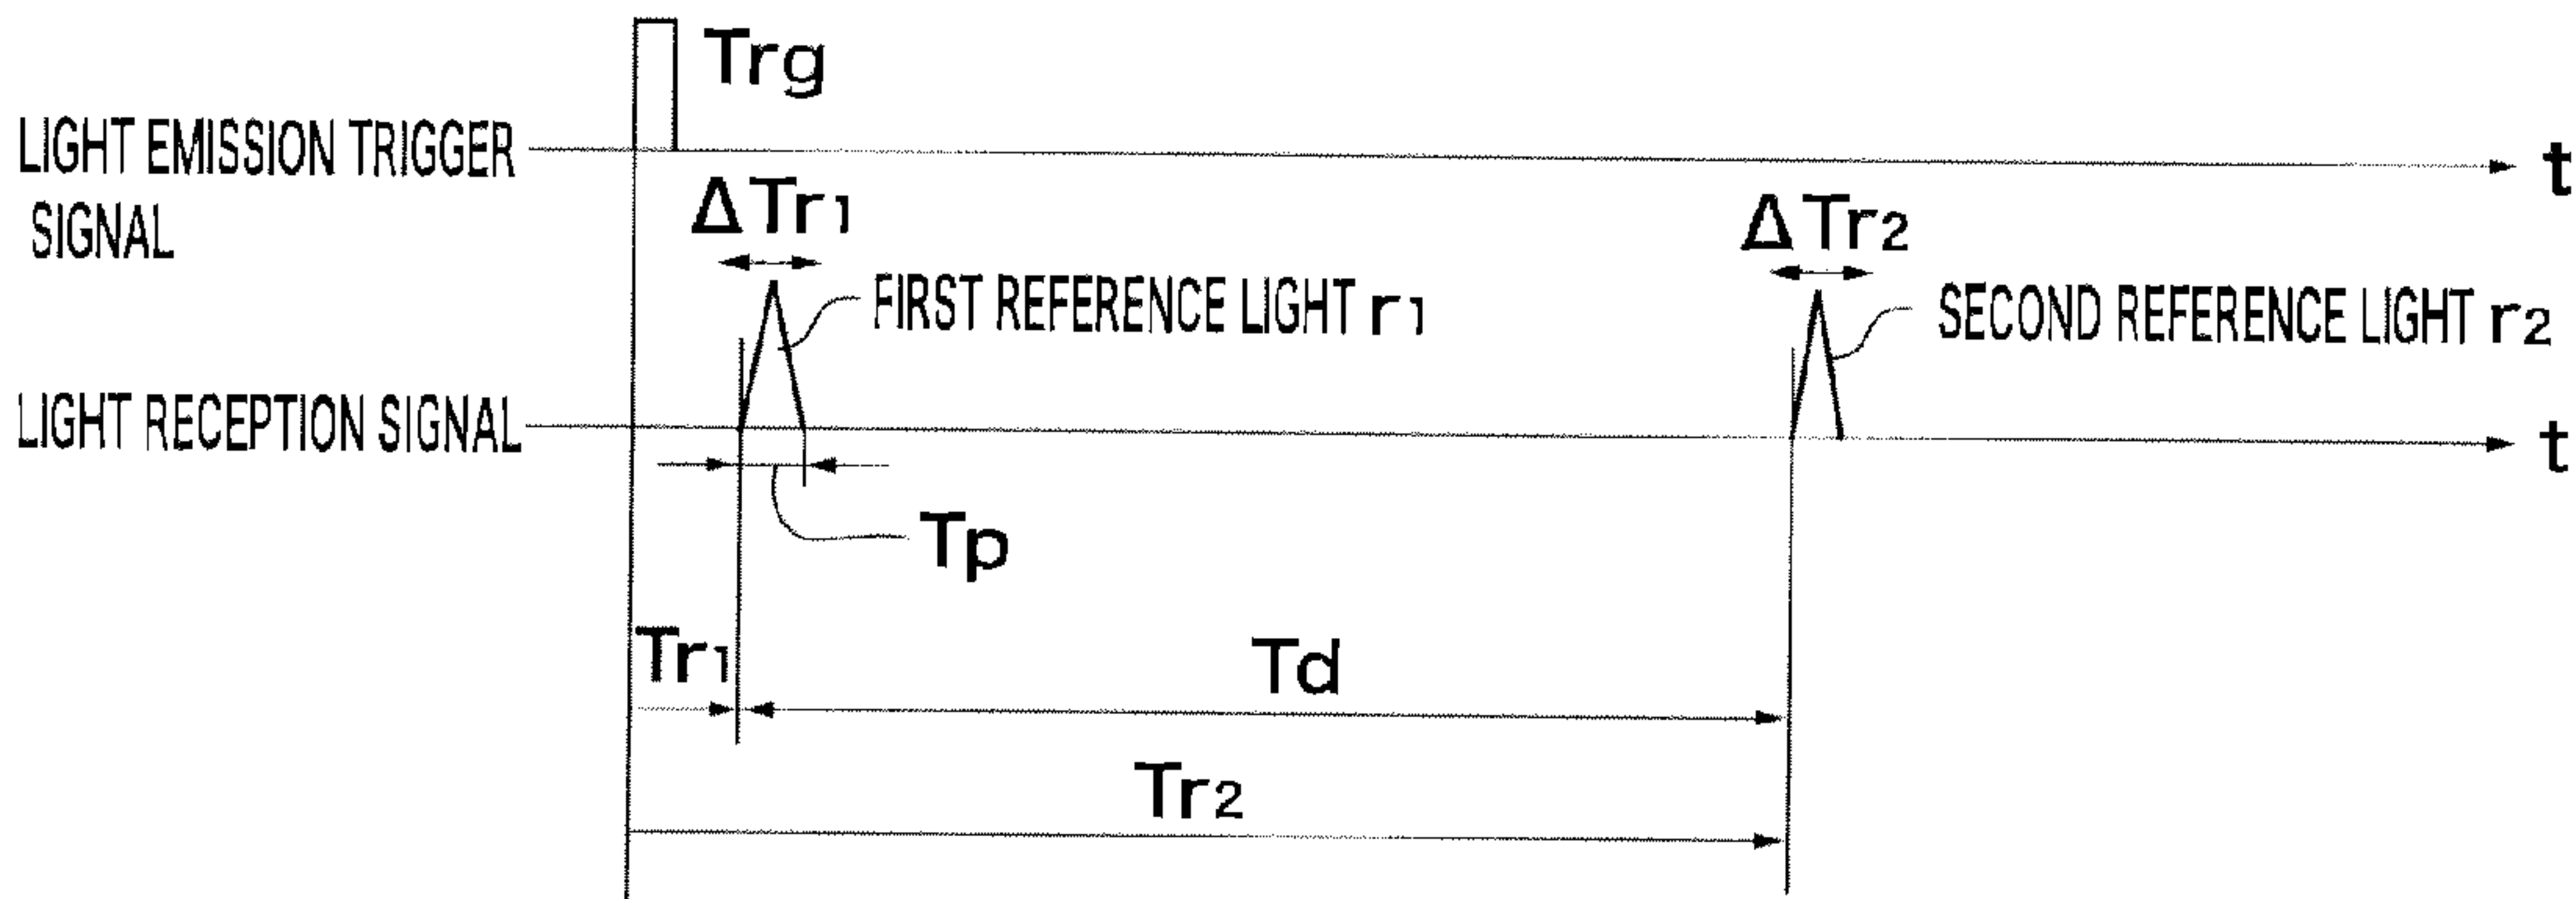 Trg
LIGHT EMISSION TRIGGER
SIGNAL
t
ΔTr1
ΔTr2
FIRST REFERENCE LIGHT r1
SECOND REFERENCE LIGHT r2
LIGHT RECEPTION SIGNAL
t
Tp
Tr1
Td
Tr2